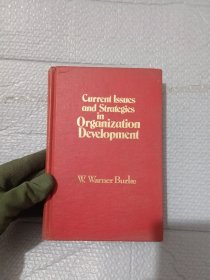 Current Issues
and Strategies
in
Organization
Development
W. Warner Burke